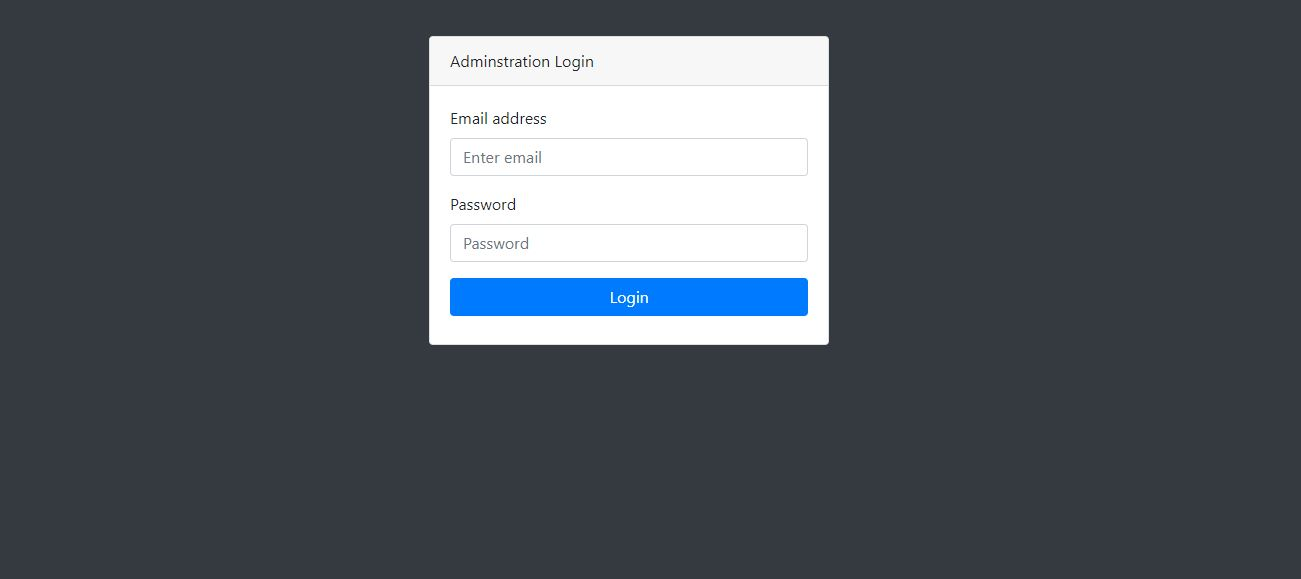 Adminstration Login
Email address
Enter email
Password
Password
Login